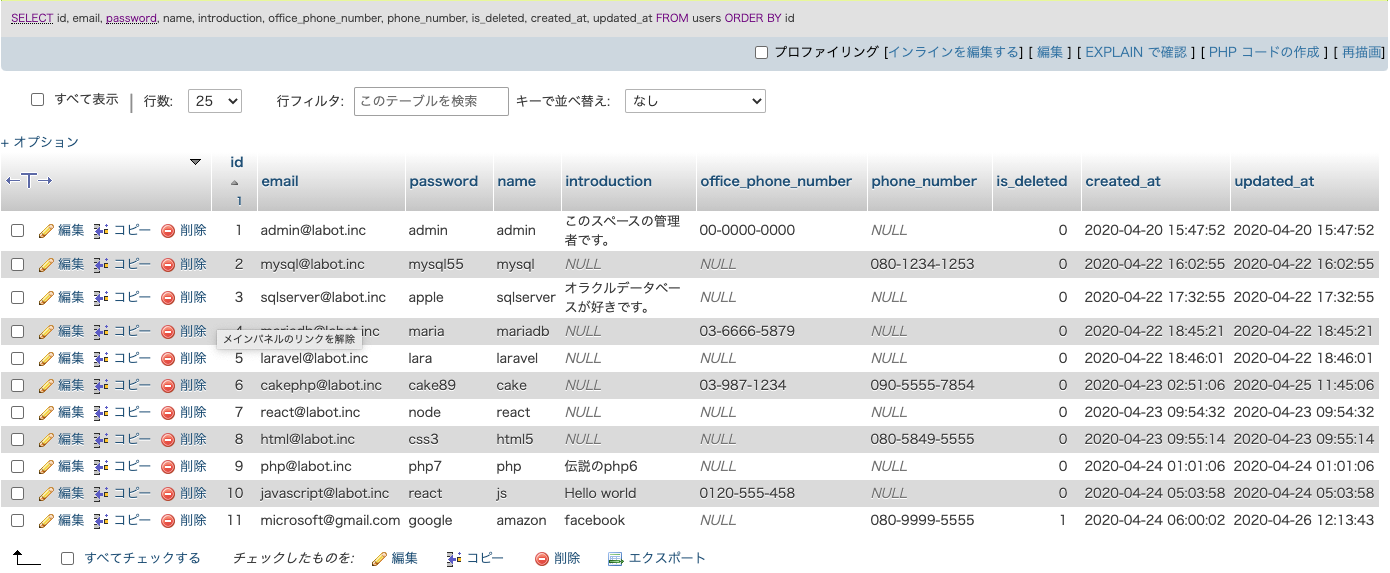 SELECT id, email, password, name, introduction, office_phone_number, phone_number, is_deleted, created_at, updated_at FROM users ORDER BY id
プロファイリング [インラインを編集する] [ 編集 ] [ EXPLAIN で確認 ] [ PHP コードの作成 ] [ 再描画]
すべて表示 | 行数: 25 行フィルタ: このテーブルを検索 キーで並べ替え: なし
+ オプション
←T→ id 1 email password name introduction office_phone_number phone_number is_deleted created_at updated_at
編集 コピー 削除 1 admin@labot.inc admin admin このスペースの管理者です。 00-0000-0000 NULL 0 2020-04-20 15:47:52 2020-04-20 15:47:52
編集 コピー 削除 2 mysql@labot.inc mysql55 mysql NULL NULL 080-1234-1253 0 2020-04-22 16:02:55 2020-04-22 16:02:55
編集 コピー 削除 3 sqlserver@labot.inc apple sqlserver オラクルデータベースが好きです。 NULL NULL 0 2020-04-22 17:32:55 2020-04-22 17:32:55
編集 コピー 削除 4 mariadb@labot.inc maria mariadb NULL 03-6666-5879 NULL 0 2020-04-22 18:45:21 2020-04-22 18:45:21
メインパネルのリンクを解除
編集 コピー 削除 5 laravel@labot.inc lara laravel NULL NULL NULL 0 2020-04-22 18:46:01 2020-04-22 18:46:01
編集 コピー 削除 6 cakephp@labot.inc cake89 cake NULL 03-987-1234 090-5555-7854 0 2020-04-23 02:51:06 2020-04-25 11:45:06
編集 コピー 削除 7 react@labot.inc node react NULL NULL NULL 0 2020-04-23 09:54:32 2020-04-23 09:54:32
編集 コピー 削除 8 html@labot.inc css3 html5 NULL NULL 080-5849-5555 0 2020-04-23 09:55:14 2020-04-23 09:55:14
編集 コピー 削除 9 php@labot.inc php7 php 伝説のphp6 NULL NULL 0 2020-04-24 01:01:06 2020-04-24 01:01:06
編集 コピー 削除 10 javascript@labot.inc react js Hello world 0120-555-458 NULL 0 2020-04-24 05:03:58 2020-04-24 05:03:58
編集 コピー 削除 11 microsoft@gmail.com google amazon facebook NULL 080-9999-5555 1 2020-04-24 06:00:02 2020-04-26 12:13:43
すべてチェックする チェックしたものを: 編集 コピー 削除 エクスポート